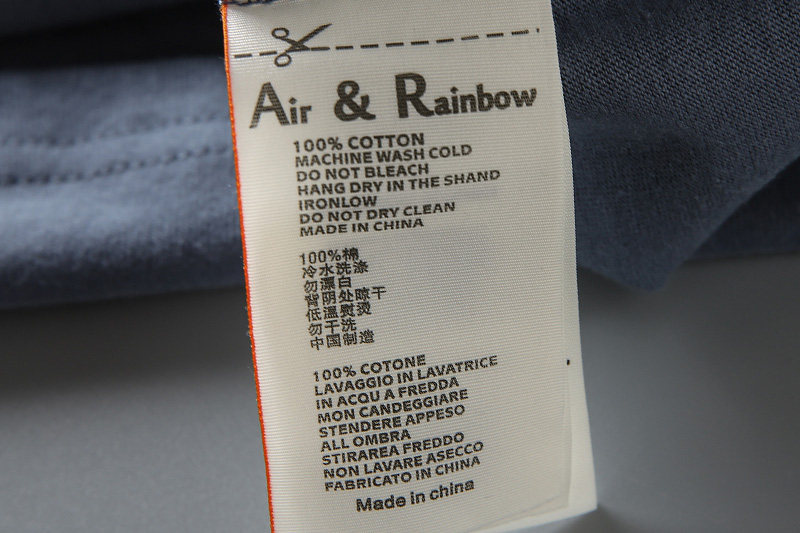 Air & Rainbow
100% COTTON
MACHINE WASH COLD
DO NOT BLEACH
HANG DRY IN THE SHAND
IRONLOW
DO NOT DRY CLEAN
MADE IN CHINA
100%棉
冷水洗涤
勿漂白
背阴处晾干
低温熨烫
勿干洗
中国制造
100% COTONE
LAVAGGIO IN LAVATRICE
IN ACQU A FREDDA
MON CANDEGGIARE
STENDERE APPESO
ALL OMBRA
STIRAREA FREDDO
NON LAVARE ASECCO
FABRICATO IN CHINA
Made in china